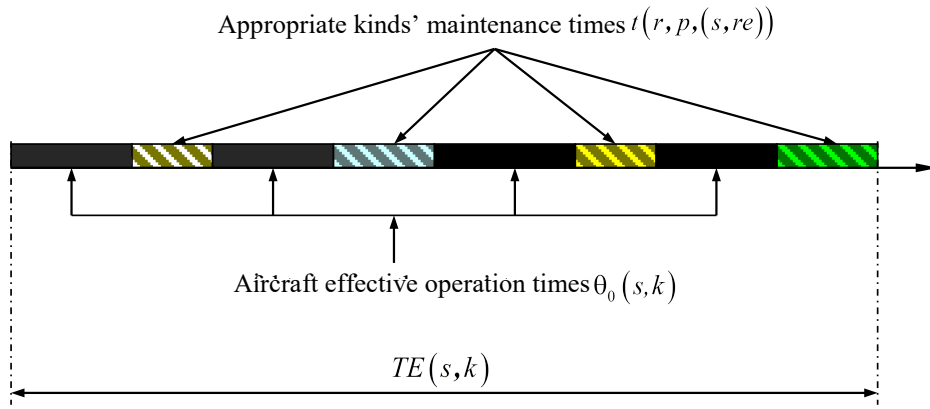 Appropriate kinds’ maintenance times t(r, p,(s,re))
Aircraft effective operation times θ₀(s,k)
TE(s,k)